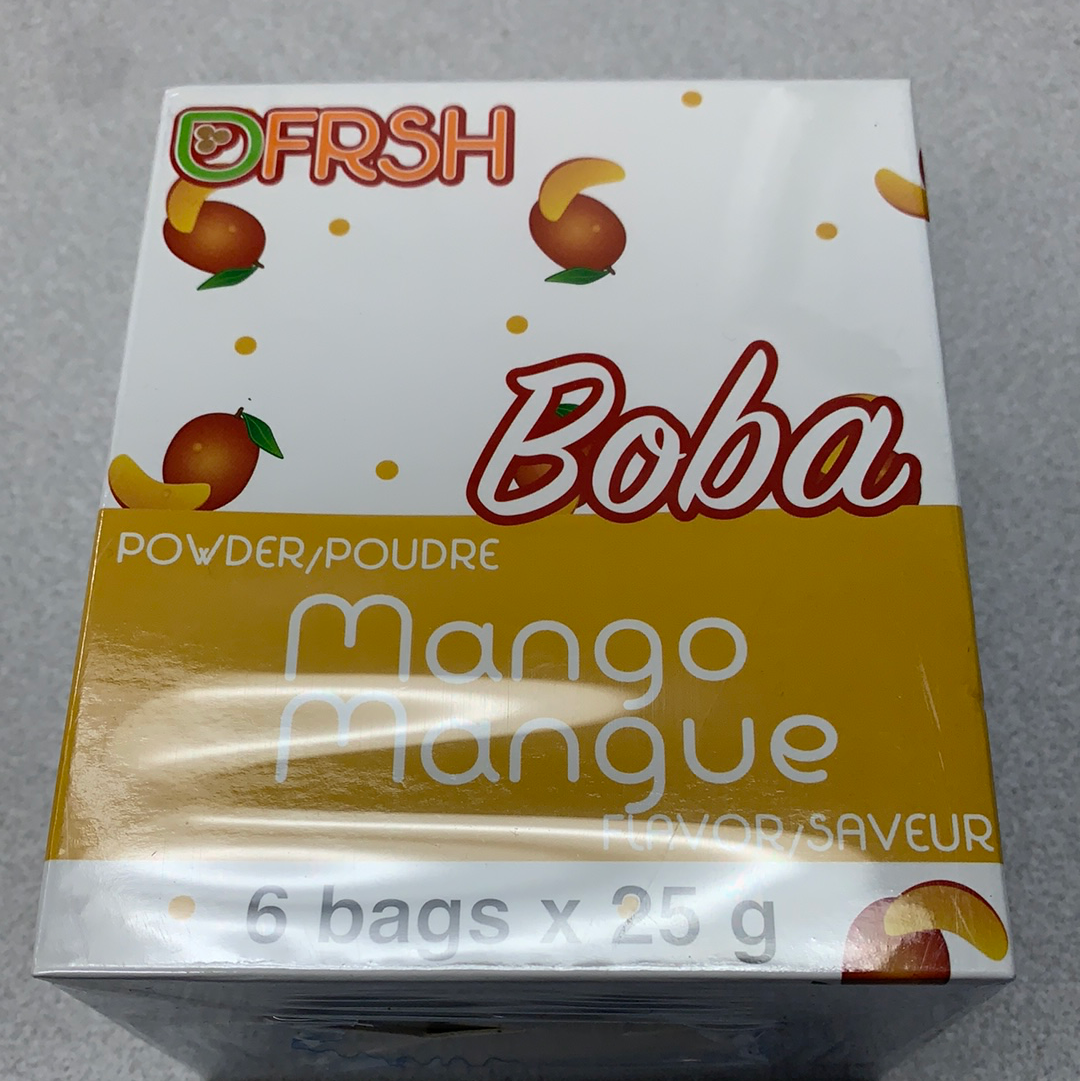 DFRSH
Boba
POWDER/POUDRE
Mango
Mangue
FLAVOR/SAVEUR
6 bags x 25 g